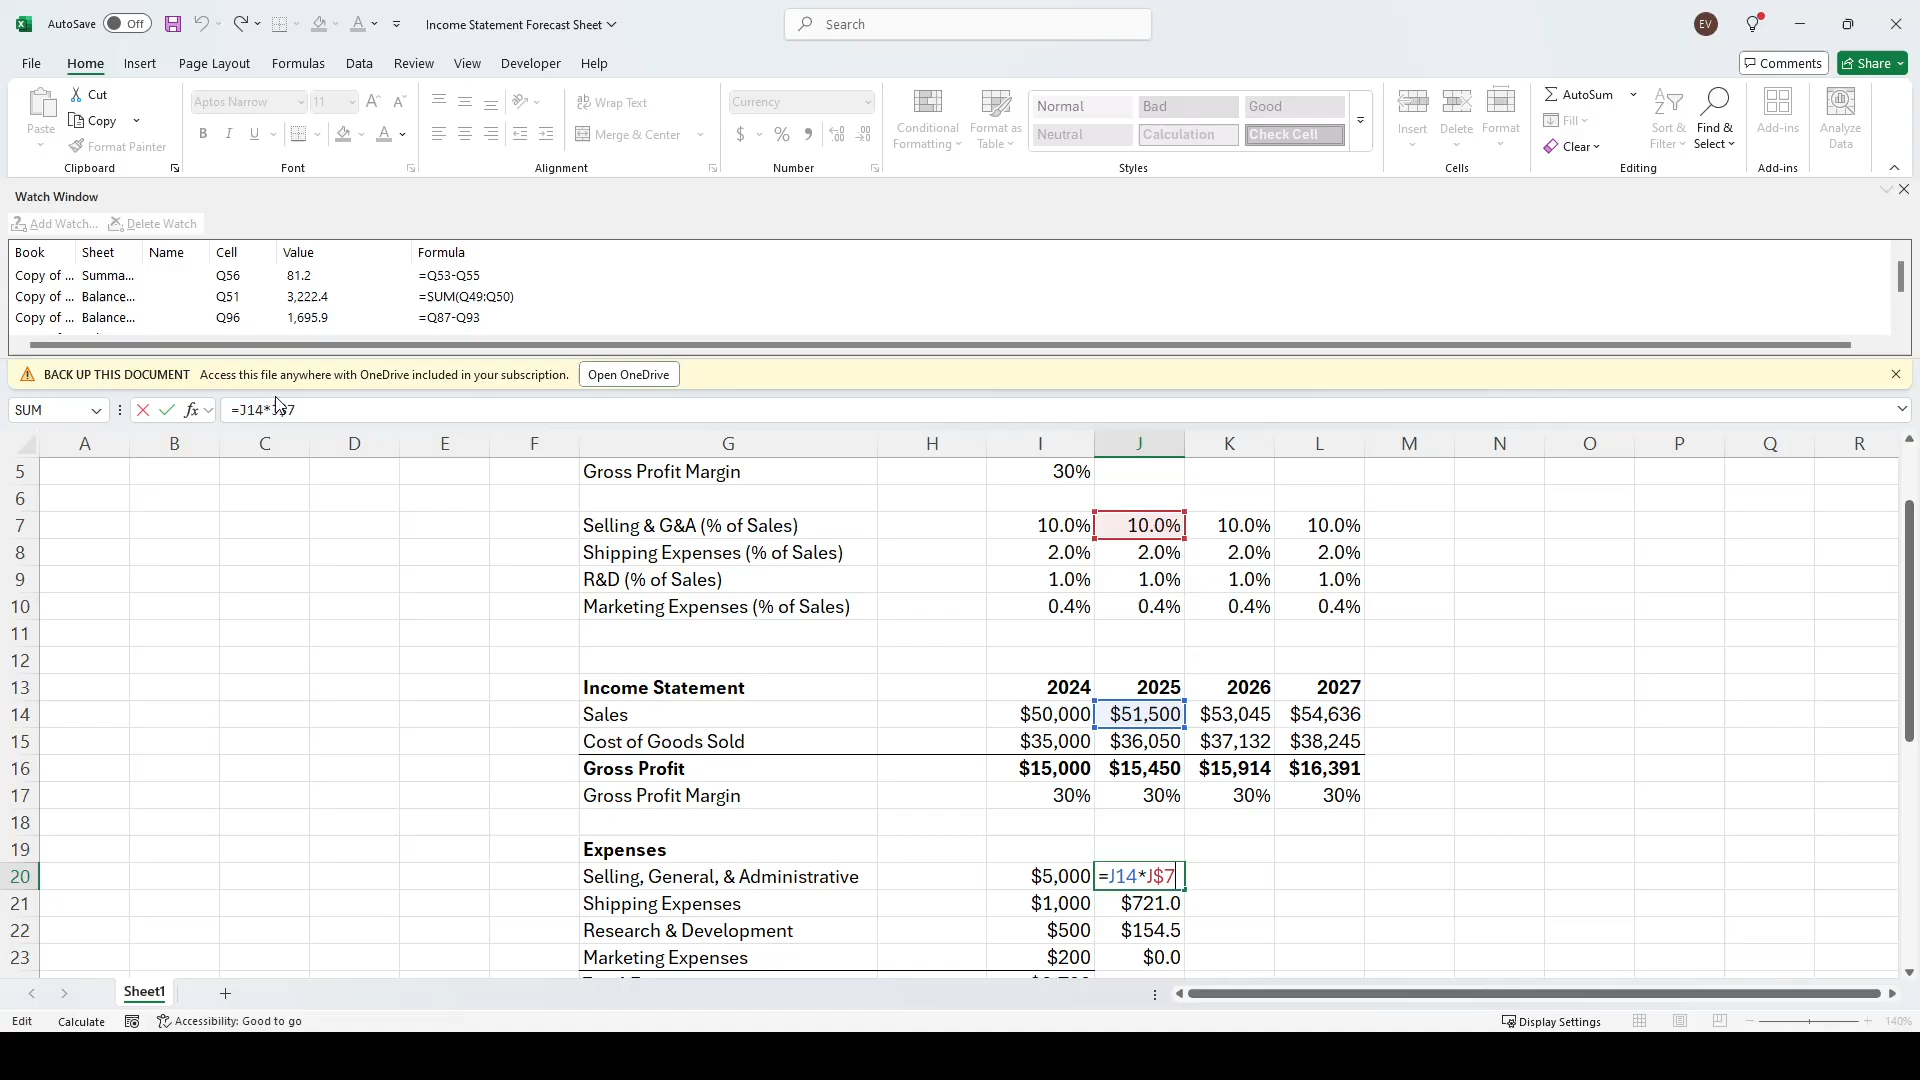 AutoSave Off Income Statement Forecast Sheet Search EV
File Home Insert Page Layout Formulas Data Review View Developer Help Comments Share
Paste Cut Copy Format Painter Clipboard
Aptos Narrow 11 A A B I U A Font
Wrap Text Merge & Center Alignment
Currency $ % 9 Number
Conditional Formatting Format as Table Normal Bad Good Neutral Calculation Check Cell Styles
Insert Delete Format Cells
AutoSum Fill Clear Sort & Filter Find & Select Editing
Add-ins Add-ins Analyze Data
Watch Window
Add Watch... Delete Watch
Book Sheet Name Cell Value Formula
Copy of ... Summa... Q56 81.2 =Q53-Q55
Copy of ... Balance... Q51 3,222.4 =SUM(Q49:Q50)
Copy of ... Balance... Q96 1,695.9 =Q87-Q93
BACK UP THIS DOCUMENT Access this file anywhere with OneDrive included in your subscription. Open OneDrive
SUM fx =J14*J$7
A B C D E F G H I J K L M N O P Q R
5 Gross Profit Margin 30%
6
7 Selling & G&A (% of Sales) 10.0% 10.0% 10.0% 10.0%
8 Shipping Expenses (% of Sales) 2.0% 2.0% 2.0% 2.0%
9 R&D (% of Sales) 1.0% 1.0% 1.0% 1.0%
10 Marketing Expenses (% of Sales) 0.4% 0.4% 0.4% 0.4%
11
12
13 Income Statement 2024 2025 2026 2027
14 Sales $50,000 $51,500 $53,045 $54,636
15 Cost of Goods Sold $35,000 $36,050 $37,132 $38,245
16 Gross Profit $15,000 $15,450 $15,914 $16,391
17 Gross Profit Margin 30% 30% 30% 30%
18
19 Expenses
20 Selling, General, & Administrative $5,000 =J14*J$7
21 Shipping Expenses $1,000 $721.0
22 Research & Development $500 $154.5
23 Marketing Expenses $200 $0.0
Sheet1
Edit Calculate Accessibility: Good to go Display Settings 140%